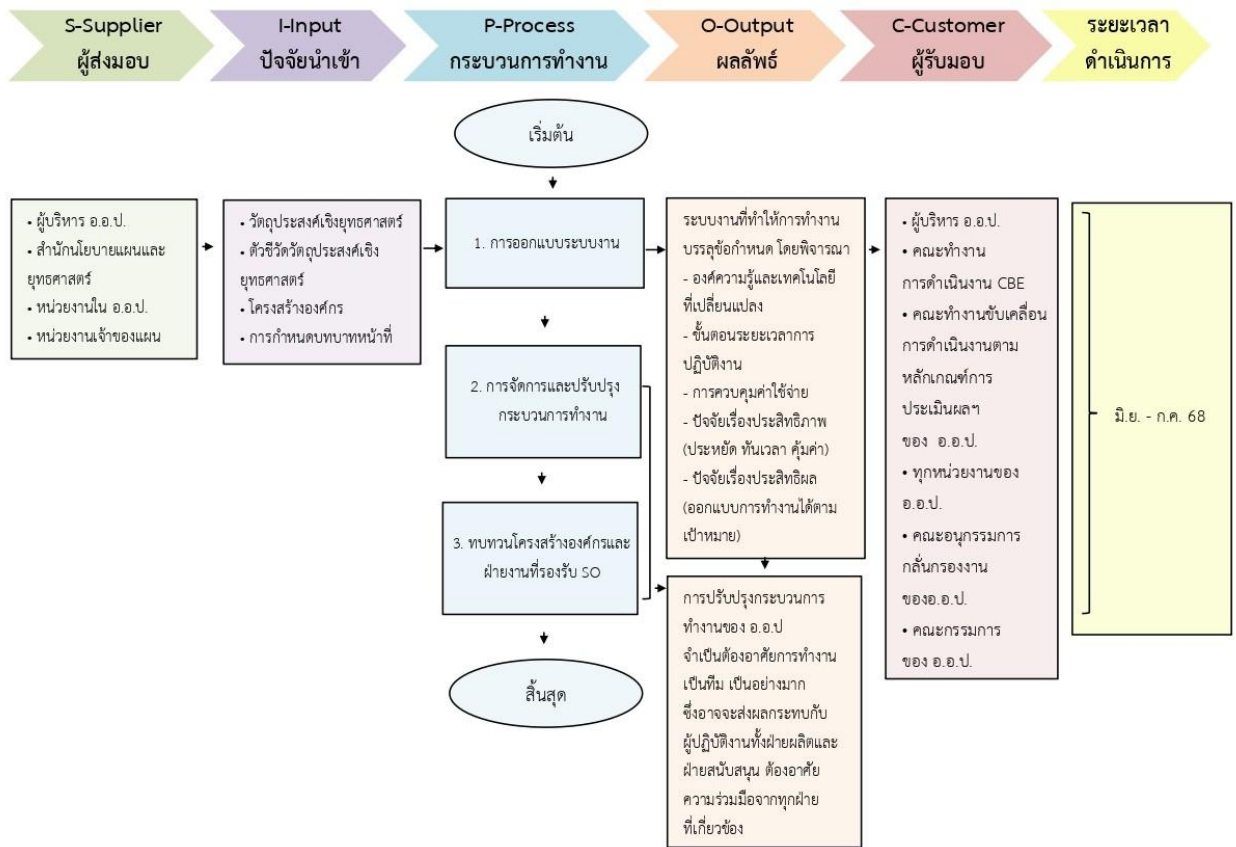 S-Supplier
ผู้ส่งมอบ
I-Input
ปัจจัยนำเข้า
P-Process
กระบวนการทำงาน
O-Output
ผลลัพธ์
C-Customer
ผู้รับมอบ
ระยะเวลา
ดำเนินการ
เริ่มต้น
• ผู้บริหาร อ.อ.ป.
• สำนักนโยบายแผนและ
ยุทธศาสตร์
• หน่วยงานใน อ.อ.ป.
• หน่วยงานเจ้าของแผน
• วัตถุประสงค์เชิงยุทธศาสตร์
• ตัวชี้วัดวัตถุประสงค์เชิง
ยุทธศาสตร์
• โครงสร้างองค์กร
• การกำหนดบทบาทหน้าที่
1. การออกแบบระบบงาน
2. การจัดการและปรับปรุง
กระบวนการทำงาน
3. ทบทวนโครงสร้างองค์กรและ
ฝ่ายงานที่รองรับ SO
สิ้นสุด
ระบบงานที่ทำให้การทำงาน
บรรลุข้อกำหนด โดยพิจารณา
- องค์ความรู้และเทคโนโลยี
ที่เปลี่ยนแปลง
- ขั้นตอนระยะเวลาการ
ปฏิบัติงาน
- การควบคุมค่าใช้จ่าย
- ปัจจัยเรื่องประสิทธิภาพ
(ประหยัด ทันเวลา คุ้มค่า)
- ปัจจัยเรื่องประสิทธิผล
(ออกแบบการทำงานได้ตาม
เป้าหมาย)
การปรับปรุงกระบวนการ
ทำงานของ อ.อ.ป
จำเป็นต้องอาศัยการทำงาน
เป็นทีม เป็นอย่างมาก
ซึ่งอาจจะส่งผลกระทบกับ
ผู้ปฏิบัติงานทั้งฝ่ายผลิตและ
ฝ่ายสนับสนุน ต้องอาศัย
ความร่วมมือจากทุกฝ่าย
ที่เกี่ยวข้อง
• ผู้บริหาร อ.อ.ป.
• คณะทำงาน
การดำเนินงาน CBE
• คณะทำงานขับเคลื่อน
การดำเนินงานตาม
หลักเกณฑ์การ
ประเมินผลฯ
ของ อ.อ.ป.
• ทุกหน่วยงานของ
อ.อ.ป.
• คณะอนุกรรมการ
กลั่นกรองงาน
ของอ.อ.ป.
• คณะกรรมการ
ของ อ.อ.ป.
มิ.ย. - ก.ค. 68